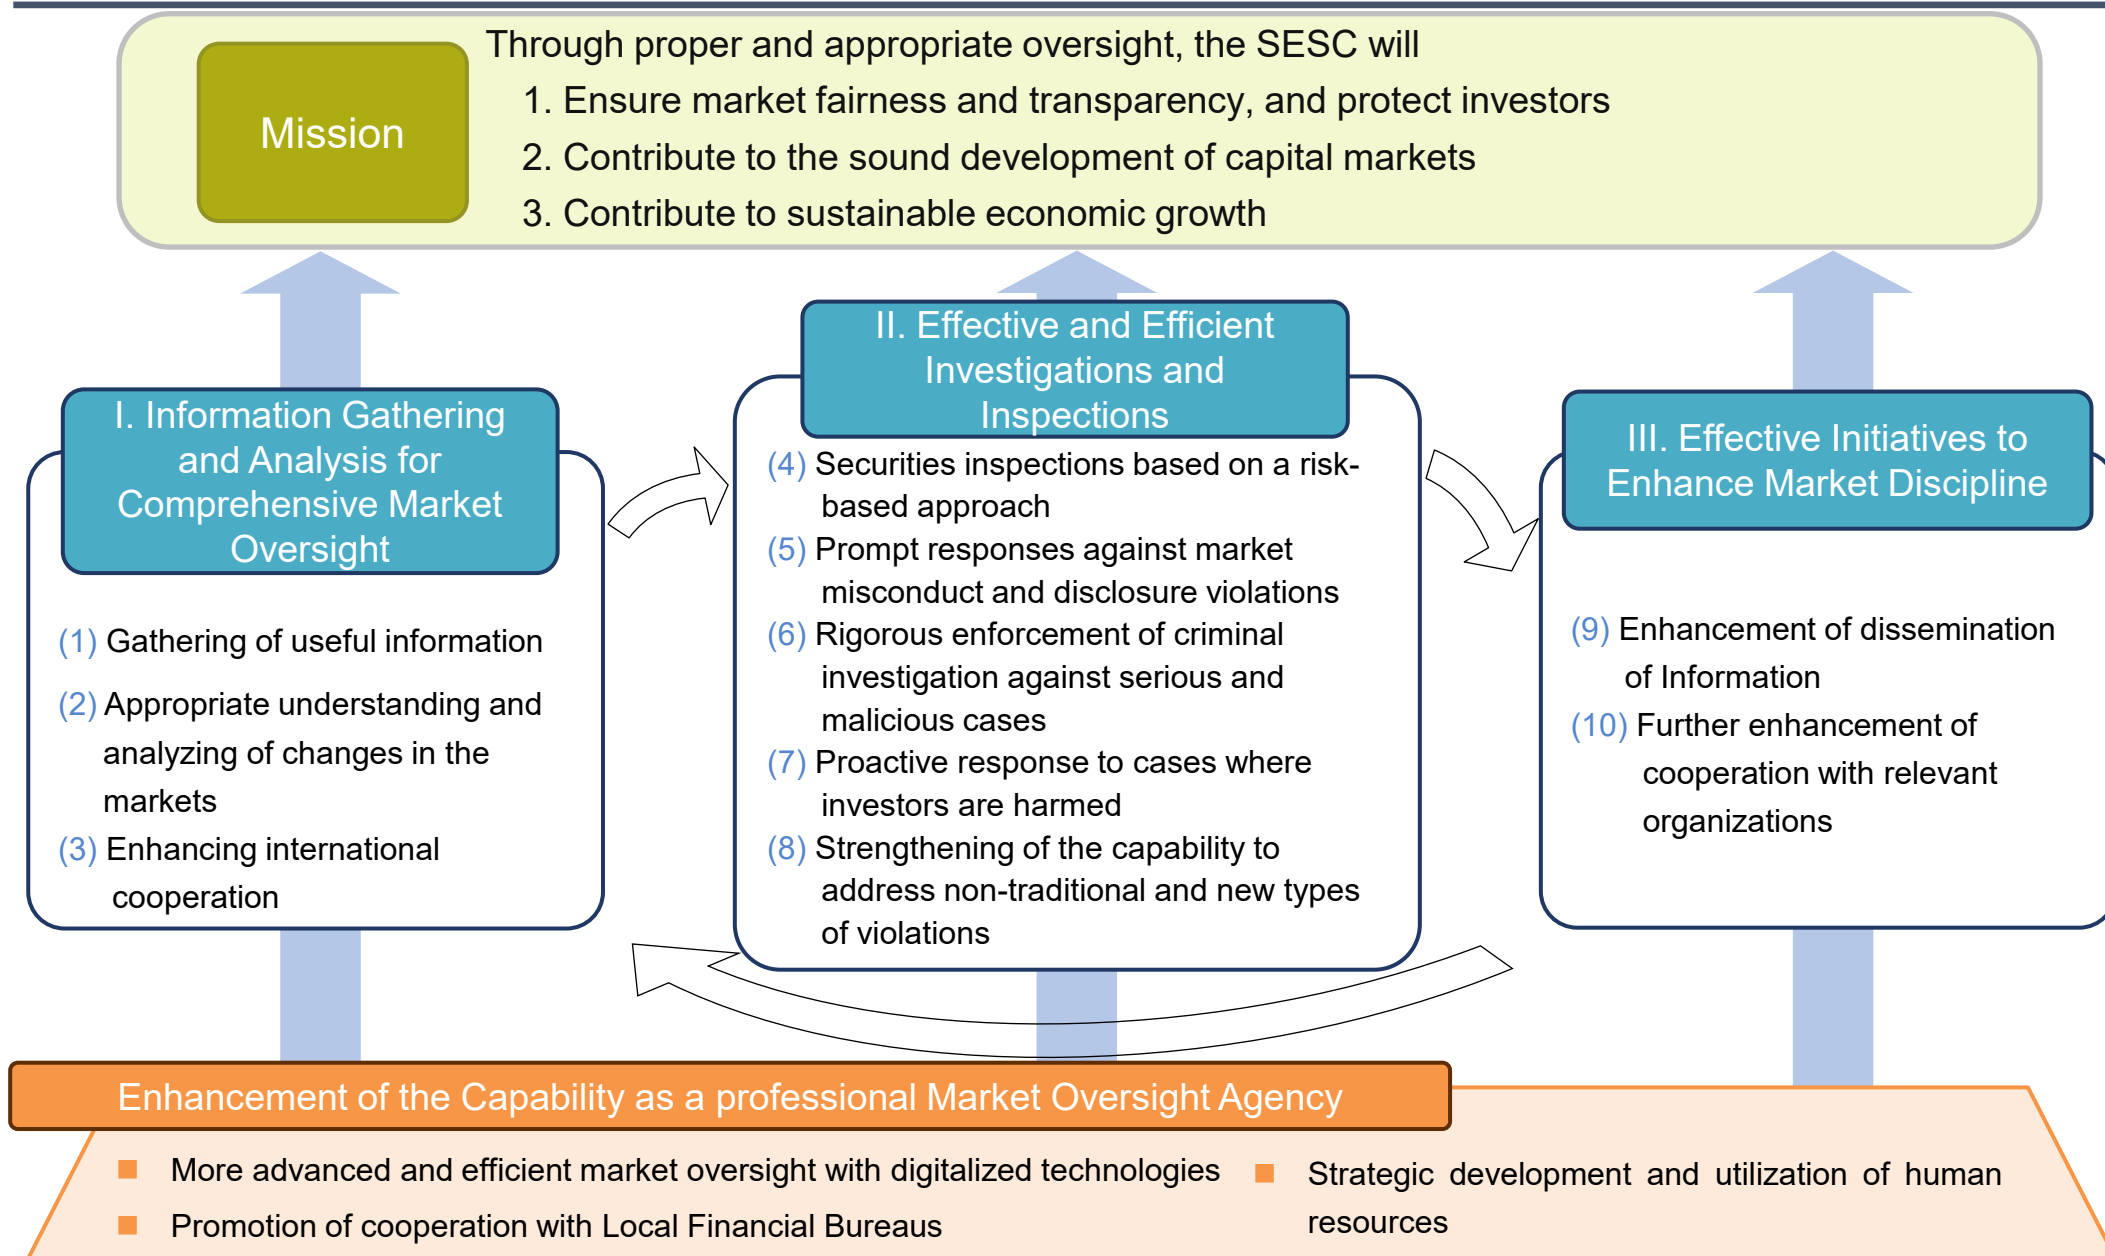 Mission
Through proper and appropriate oversight, the SESC will
1. Ensure market fairness and transparency, and protect investors
2. Contribute to the sound development of capital markets
3. Contribute to sustainable economic growth
I. Information Gathering
and Analysis for
Comprehensive Market
Oversight
(1) Gathering of useful information
(2) Appropriate understanding and
analyzing of changes in the
markets
(3) Enhancing international
cooperation
II. Effective and Efficient
Investigations and
Inspections
(4) Securities inspections based on a risk-
based approach
(5) Prompt responses against market
misconduct and disclosure violations
(6) Rigorous enforcement of criminal
investigation against serious and
malicious cases
(7) Proactive response to cases where
investors are harmed
(8) Strengthening of the capability to
address non-traditional and new types
of violations
III. Effective Initiatives to
Enhance Market Discipline
(9) Enhancement of dissemination
of Information
(10) Further enhancement of
cooperation with relevant
organizations
Enhancement of the Capability as a professional Market Oversight Agency
More advanced and efficient market oversight with digitalized technologies
Promotion of cooperation with Local Financial Bureaus
Strategic development and utilization of human
resources